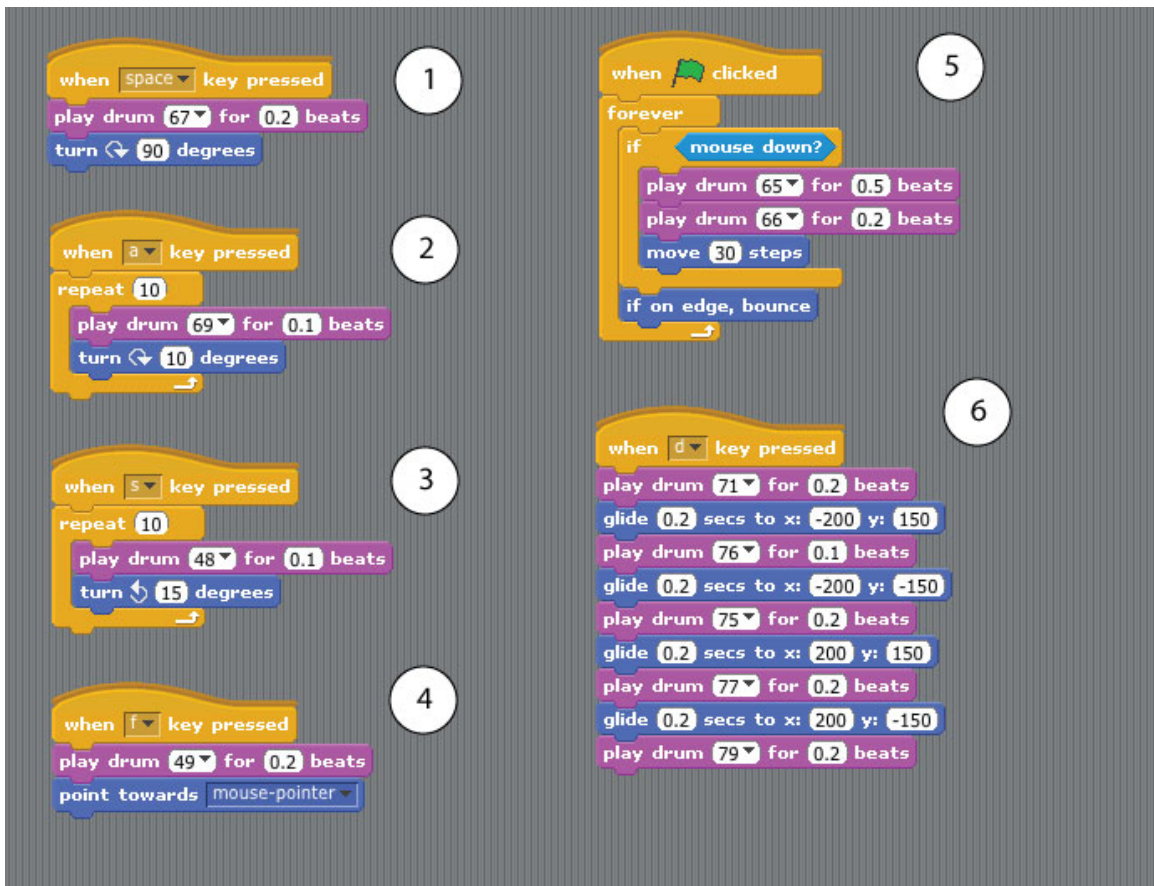 1
when space key pressed
play drum 67 for 0.2 beats
turn 90 degrees
2
when a key pressed
repeat 10
play drum 69 for 0.1 beats
turn 10 degrees
3
when s key pressed
repeat 10
play drum 48 for 0.1 beats
turn 15 degrees
4
when f key pressed
play drum 49 for 0.2 beats
point towards mouse-pointer
5
when clicked
forever
if mouse down?
play drum 65 for 0.5 beats
play drum 66 for 0.2 beats
move 30 steps
if on edge, bounce
6
when d key pressed
play drum 71 for 0.2 beats
glide 0.2 secs to x: -200 y: 150
play drum 76 for 0.1 beats
glide 0.2 secs to x: -200 y: -150
play drum 75 for 0.2 beats
glide 0.2 secs to x: 200 y: 150
play drum 77 for 0.2 beats
glide 0.2 secs to x: 200 y: -150
play drum 79 for 0.2 beats